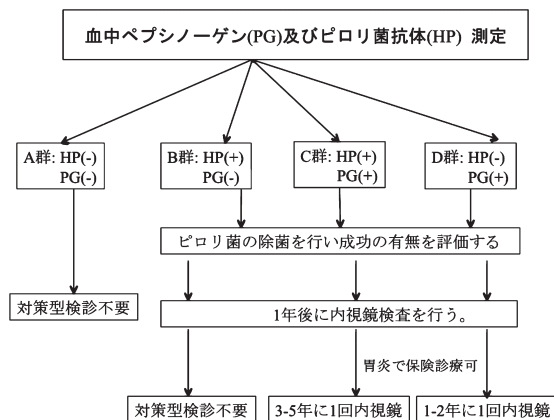 血中ペプシノーゲン(PG)及びピロリ菌抗体(HP) 測定
A群: HP(-)
PG(-)
B群: HP(+)
PG(-)
C群: HP(+)
PG(+)
D群: HP(-)
PG(+)
ピロリ菌の除菌を行い成功の有無を評価する
対策型検診不要
1年後に内視鏡検査を行う。
胃炎で保険診療可
対策型検診不要
3-5年に1回内視鏡
1-2年に1回内視鏡